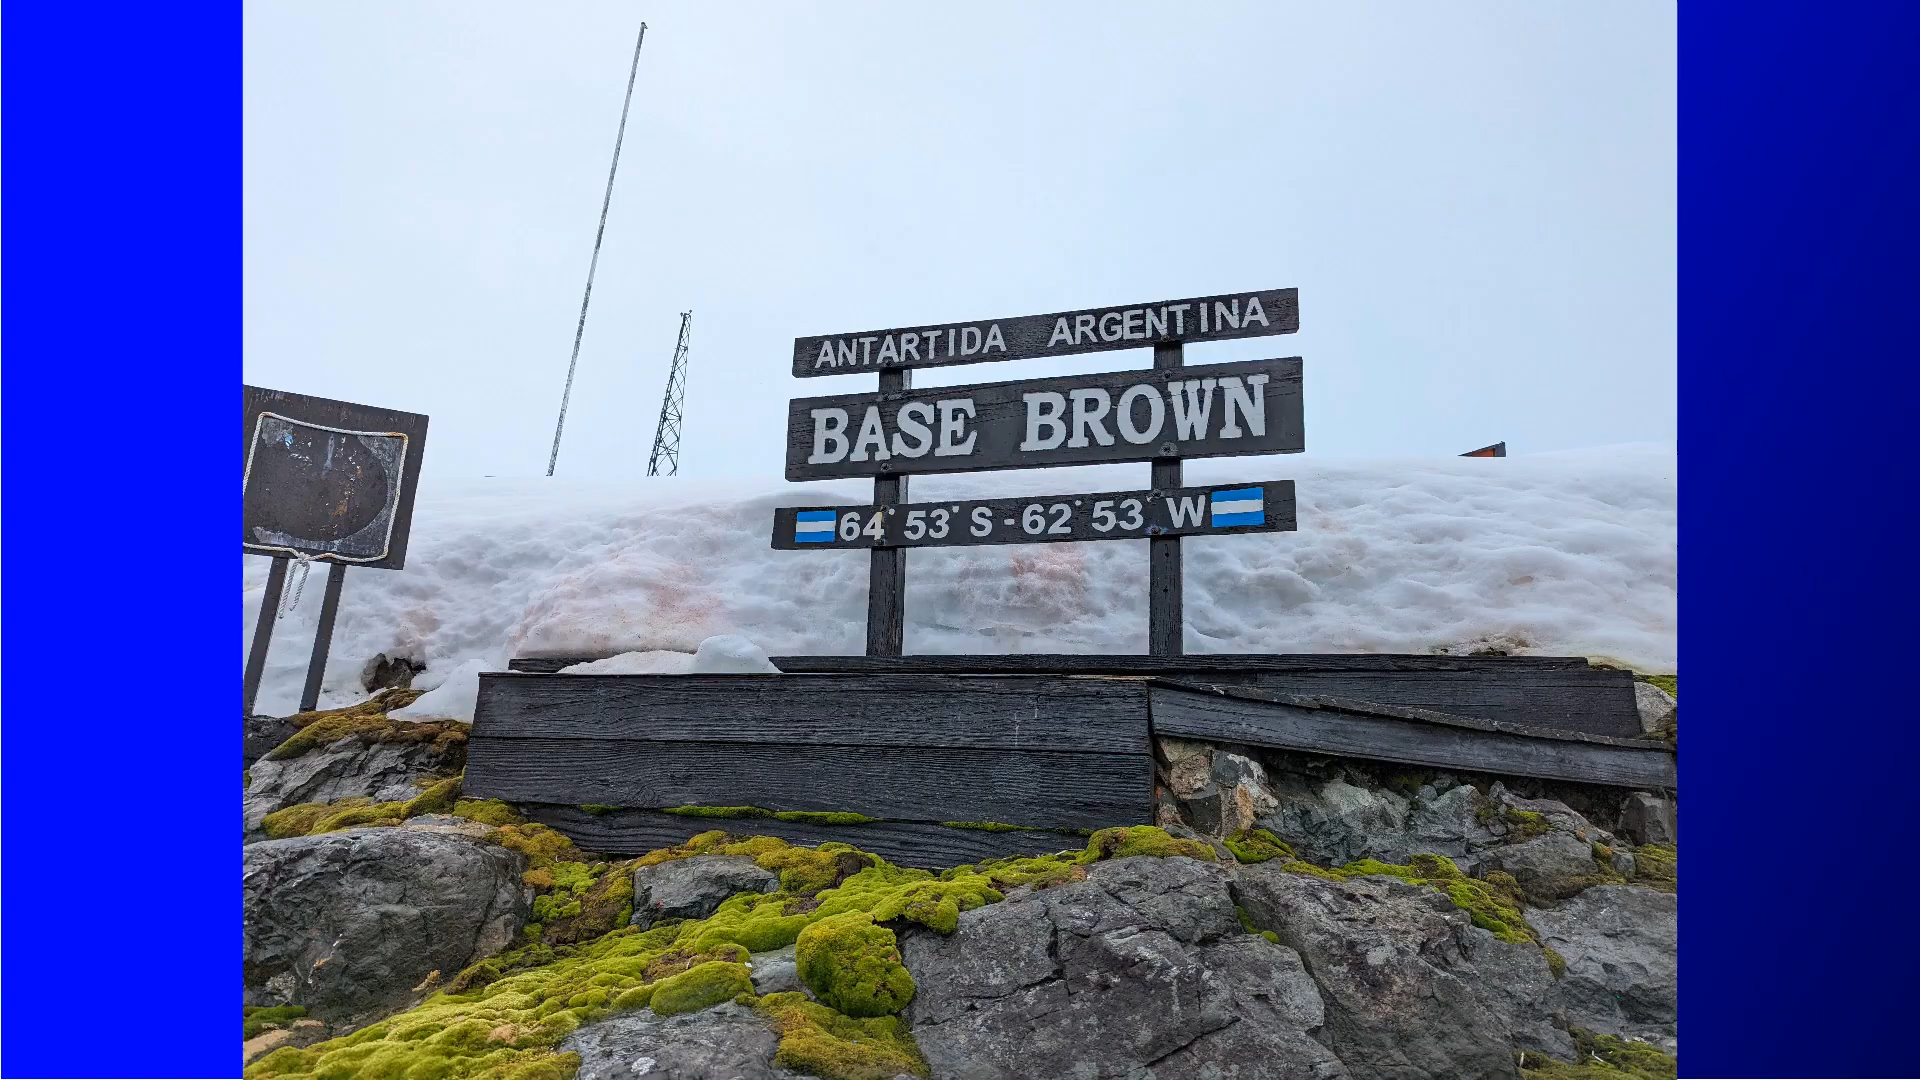 ANTARTIDA ARGENTINA
BASE BROWN
64° 53' S - 62° 53' W